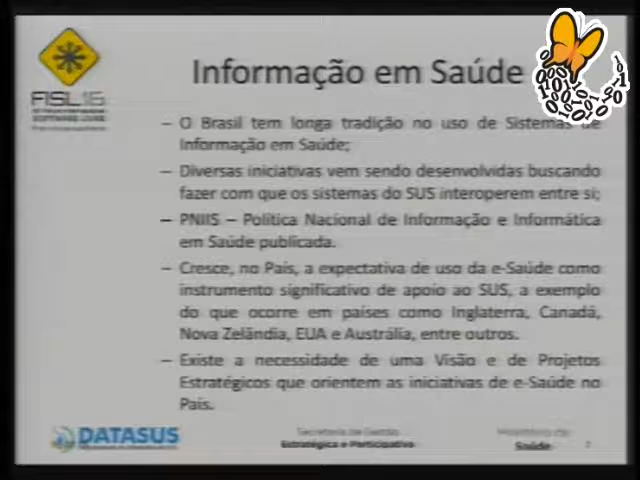 FISL16
SOFTWARE LIVRE
Informação em Saúde
– O Brasil tem longa tradição no uso de Sistemas de
Informação em Saúde;
– Diversas iniciativas vem sendo desenvolvidas buscando
fazer com que os sistemas do SUS interoperem entre si;
– PNIIS – Política Nacional de Informação e Informática
em Saúde publicada.
– Cresce, no País, a expectativa de uso da e-Saúde como
instrumento significativo de apoio ao SUS, a exemplo
do que ocorre em países como Inglaterra, Canadá,
Nova Zelândia, EUA e Austrália, entre outros.
– Existe a necessidade de uma Visão e de Projetos
Estratégicos que orientem as iniciativas de e-Saúde no
País.
DATASUS
Secretaria de Gestão
Estratégica e Participativa
Ministério da
Saúde